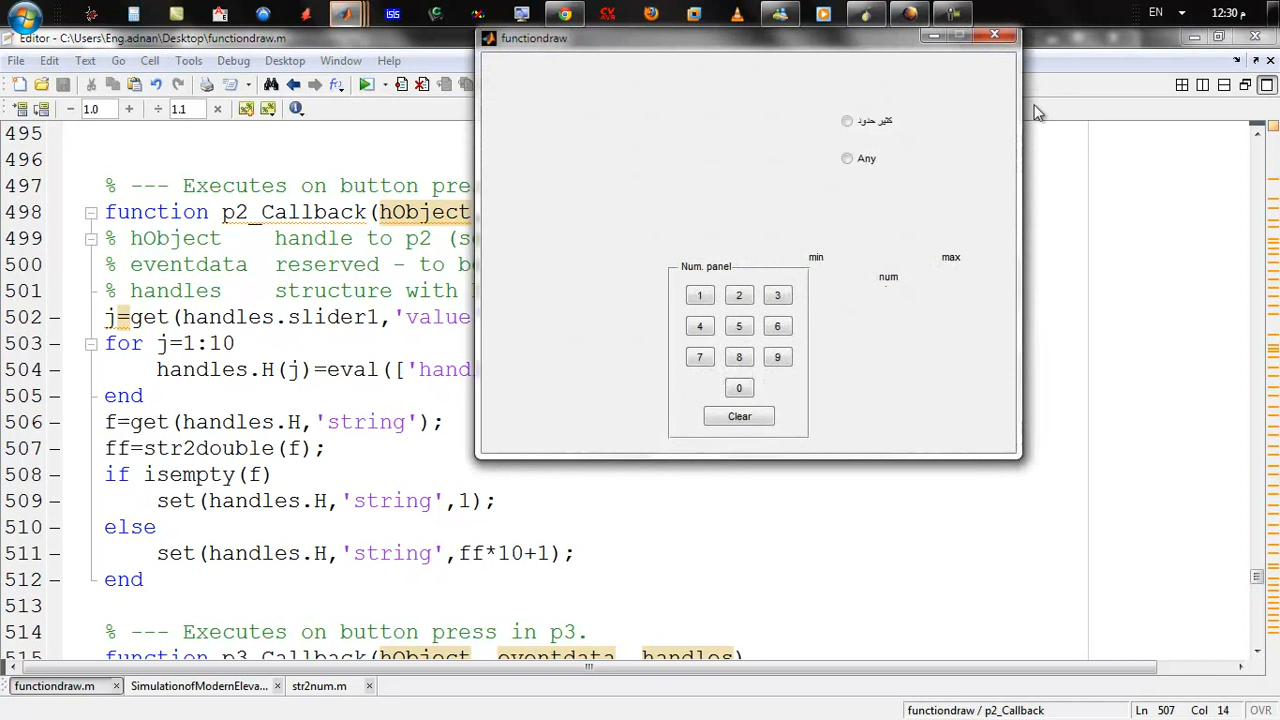 EN
12:30 م
Editor - C:\Users\Eng.adnan\Desktop\functiondraw.m
functiondraw
File Edit Text Go Cell Tools Debug Desktop Window Help
1.0
1.1
495
496
497 % --- Executes on button pre
498 function p2_Callback(hObject
499 % hObject handle to p2 (s
500 % eventdata reserved - to b
501 % handles structure with
502 j=get(handles.slider1,'value
503 for j=1:10
504 handles.H(j)=eval(['hand
505 end
506 f=get(handles.H,'string');
507 ff=str2double(f);
508 if isempty(f)
509 set(handles.H,'string',1);
510 else
511 set(handles.H,'string',ff*10+1);
512 end
513
514 % --- Executes on button press in p3.
515 function p3_Callback(hObject, eventdata, handles)
كثير حدود
Any
min
max
num
Num. panel
1 2 3
4 5 6
7 8 9
0
Clear
functiondraw.m SimulationofModernEleva... str2num.m
functiondraw / p2_Callback Ln 507 Col 14 OVR